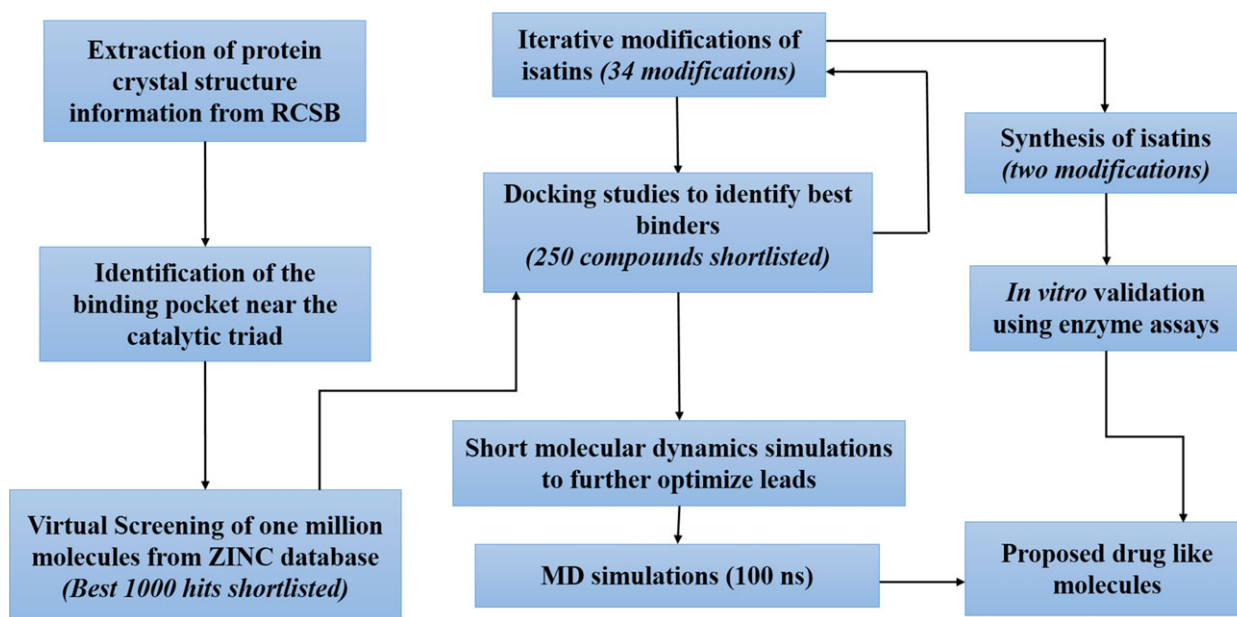 Extraction of protein
crystal structure
information from RCSB
Identification of the
binding pocket near the
catalytic triad
Virtual Screening of one million
molecules from ZINC database
(Best 1000 hits shortlisted)
Iterative modifications of
isatins (34 modifications)
Docking studies to identify best
binders
(250 compounds shortlisted)
Short molecular dynamics simulations
to further optimize leads
MD simulations (100 ns)
Synthesis of isatins
(two modifications)
In vitro validation
using enzyme assays
Proposed drug like
molecules